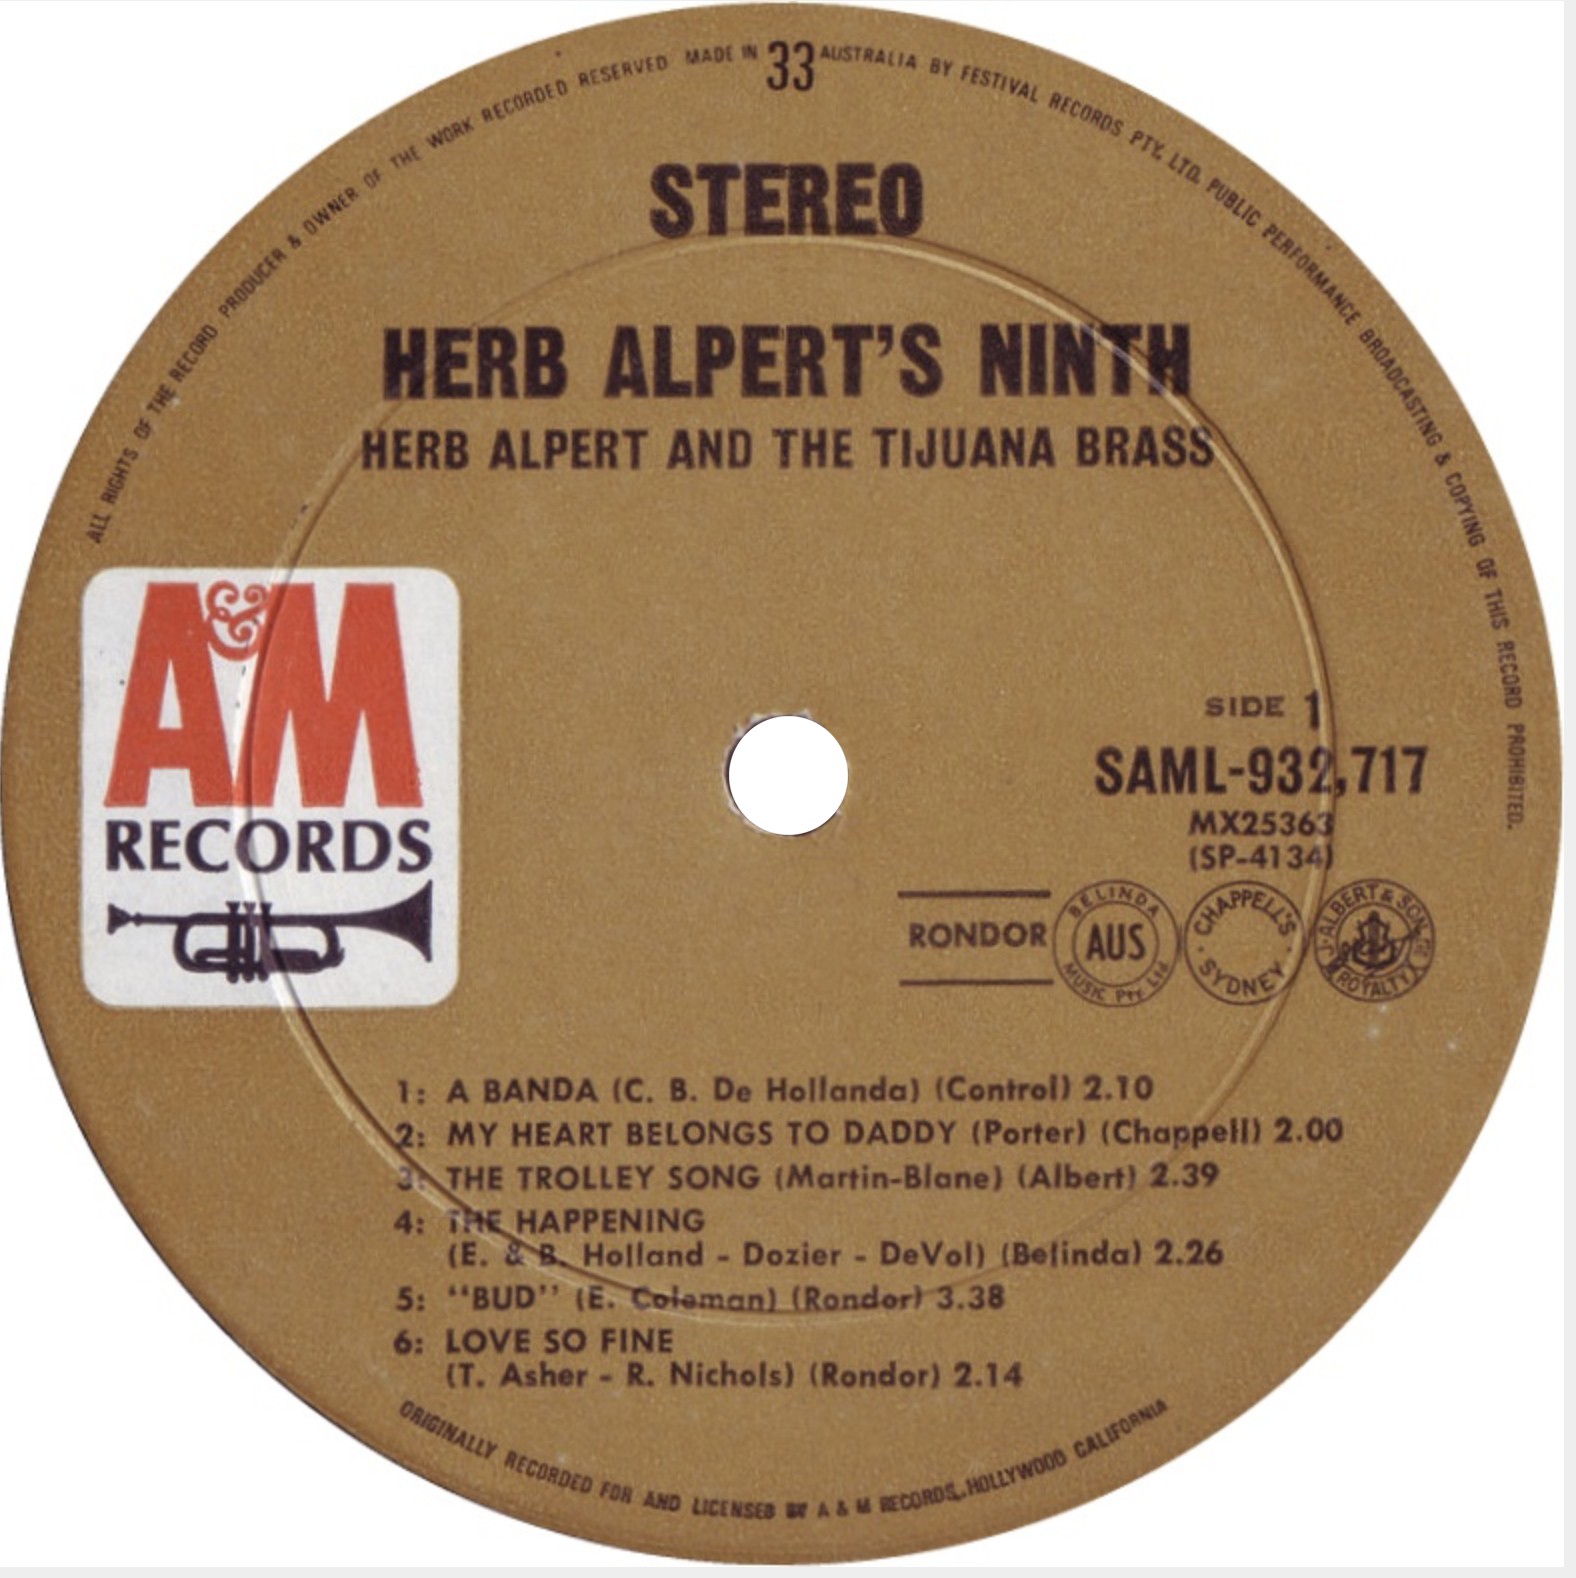 ALL RIGHTS OF THE RECORD PRODUCER & OWNER OF THE WORK RECORDED RESERVED MADE IN AUSTRALIA BY FESTIVAL RECORDS PTY. LTD. PUBLIC PERFORMANCE BROADCASTING & COPYING OF THIS RECORD PROHIBITED.
33
STEREO
HERB ALPERT'S NINTH
HERB ALPERT AND THE TIJUANA BRASS
A&M
RECORDS
SIDE 1
SAML-932,717
MX25363
(SP-4134)
RONDOR
BELINDA
AUS
MUSIC Pty. Ltd
CHAPPELL'S
SYDNEY
J. ALBERT & SON
ROYALTY
1: A BANDA (C. B. De Hollanda) (Control) 2.10
2: MY HEART BELONGS TO DADDY (Porter) (Chappell) 2.00
3: THE TROLLEY SONG (Martin-Blane) (Albert) 2.39
4: THE HAPPENING
(E. & B. Holland - Dozier - DeVol) (Belinda) 2.26
5: "BUD" (E. Coleman) (Rondor) 3.38
6: LOVE SO FINE
(T. Asher - R. Nichols) (Rondor) 2.14
ORIGINALLY RECORDED FOR AND LICENSED BY A & M RECORDS, HOLLYWOOD CALIFORNIA